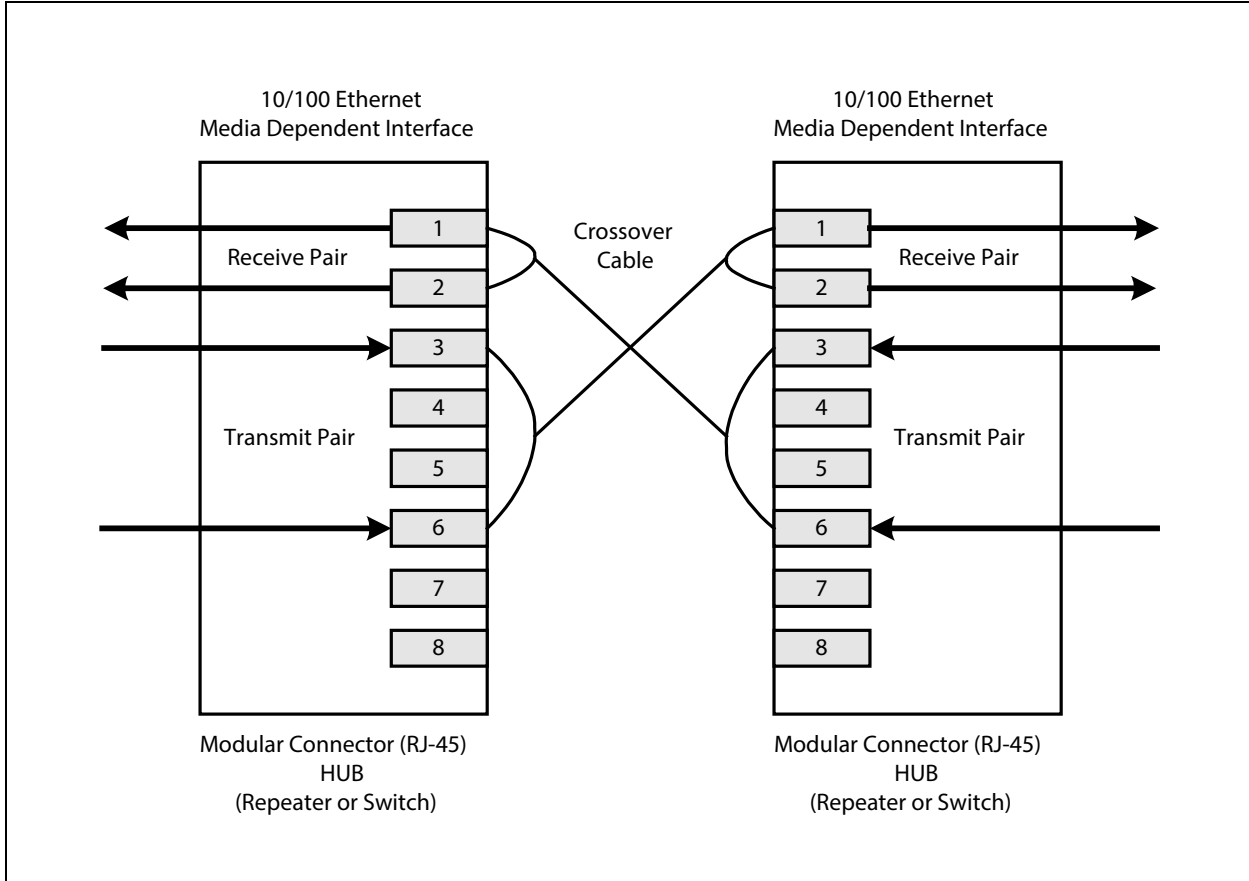 10/100 Ethernet
Media Dependent Interface
10/100 Ethernet
Media Dependent Interface
1
Receive Pair
2
3
4
Transmit Pair
5
6
7
8
Crossover
Cable
1
Receive Pair
2
3
4
Transmit Pair
5
6
7
8
Modular Connector (RJ-45)
HUB
(Repeater or Switch)
Modular Connector (RJ-45)
HUB
(Repeater or Switch)